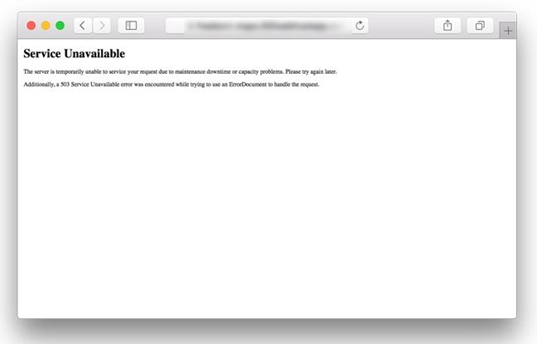 Service Unavailable
The server is temporarily unable to service your request due to maintenance downtime or capacity problems. Please try again later.
Additionally, a 503 Service Unavailable error was encountered while trying to use an ErrorDocument to handle the request.